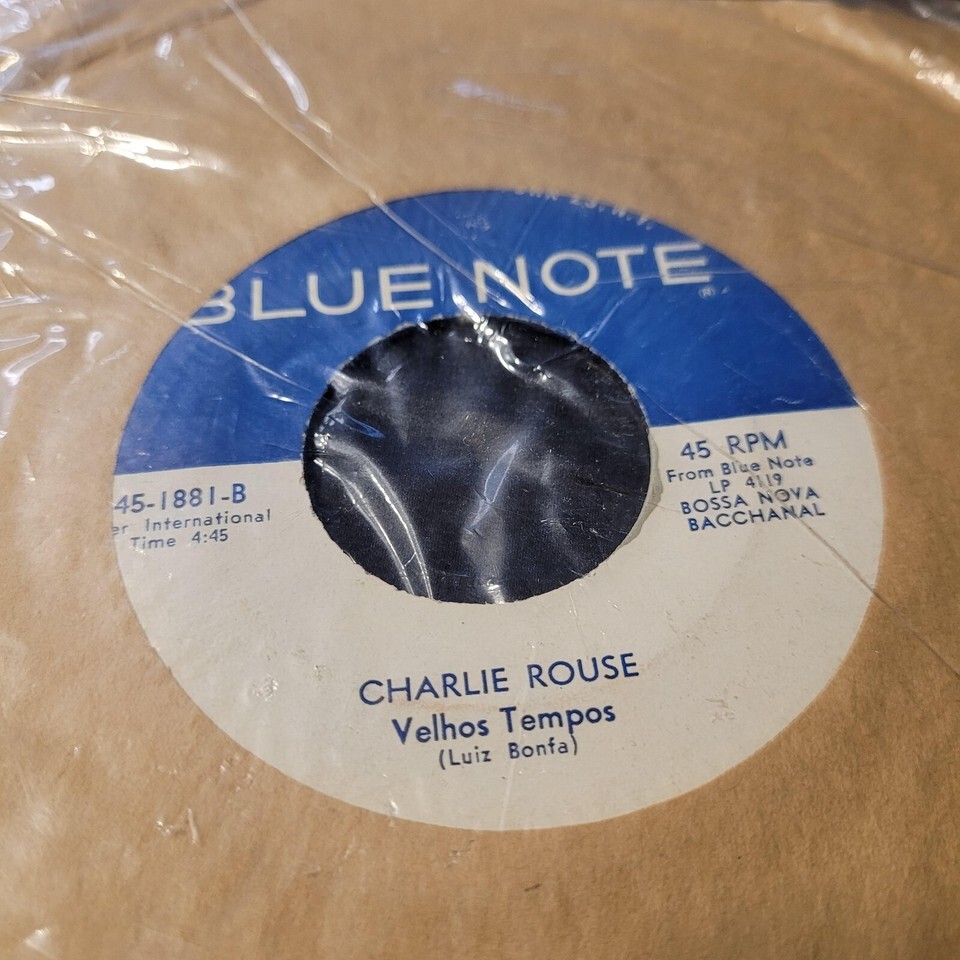 BLUE NOTE®
45-1881-B
International
Time 4:45
45 RPM
From Blue Note
LP 4119
BOSSA NOVA
BACCHANAL
CHARLIE ROUSE
Velhos Tempos
(Luiz Bonfa)